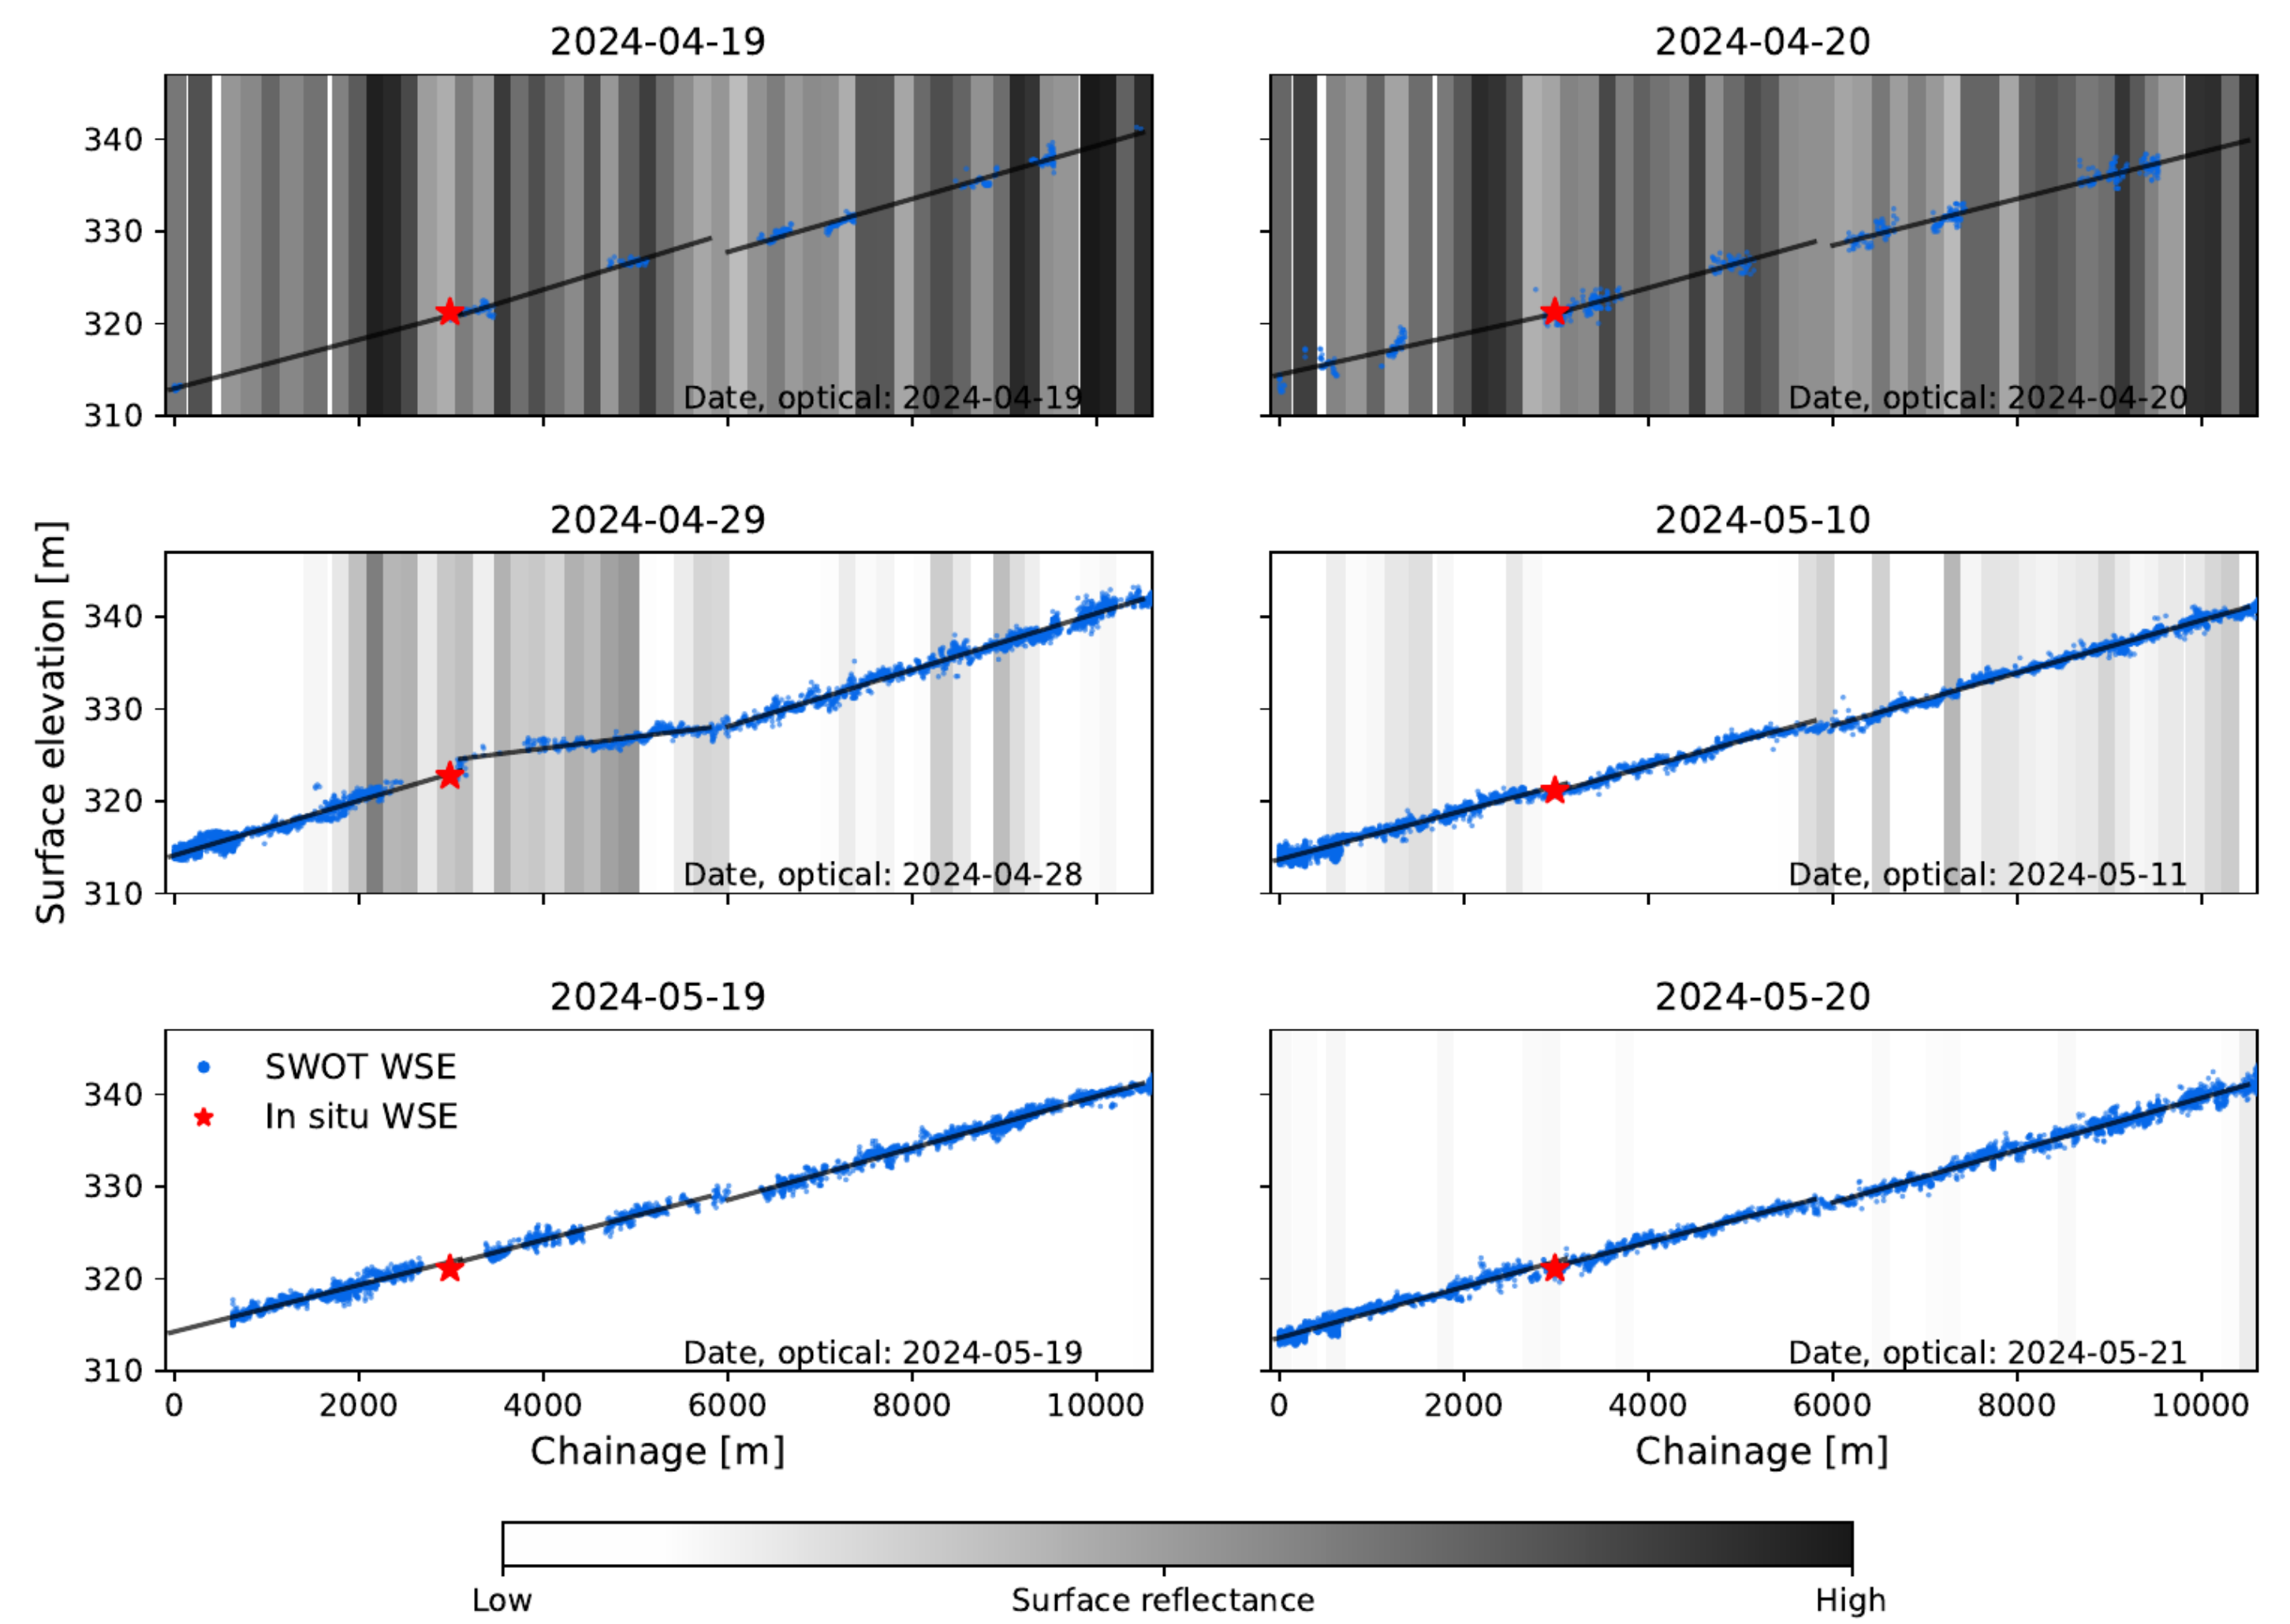 2024-04-19
2024-04-20
340
330
320
310
Date, optical: 2024-04-19
Date, optical: 2024-04-20
2024-04-29
2024-05-10
Surface elevation [m]
340
330
320
310
Date, optical: 2024-04-28
Date, optical: 2024-05-11
2024-05-19
2024-05-20
SWOT WSE
In situ WSE
340
330
320
310
Date, optical: 2024-05-19
Date, optical: 2024-05-21
0 2000 4000 6000 8000 10000
0 2000 4000 6000 8000 10000
Chainage [m]
Chainage [m]
Low Surface reflectance High